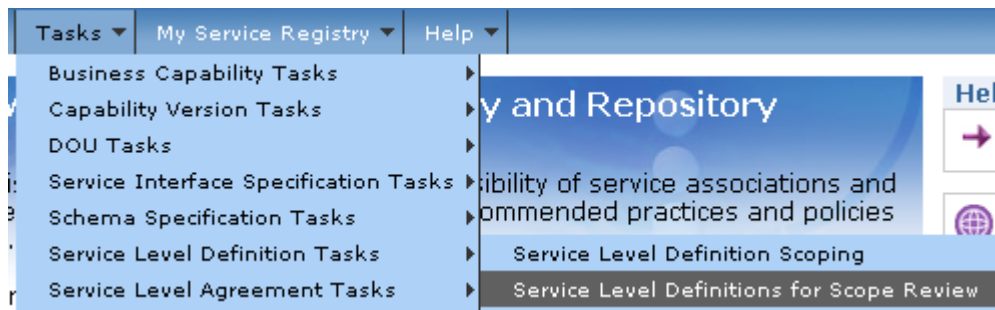 Tasks My Service Registry Help
Business Capability Tasks
Capability Version Tasks
y and Repository
DOU Tasks
Service Interface Specification Tasks
sibility of service associations and
Schema Specification Tasks
ommended practices and policies
Service Level Definition Tasks
Service Level Definition Scoping
Service Level Agreement Tasks
Service Level Definitions for Scope Review